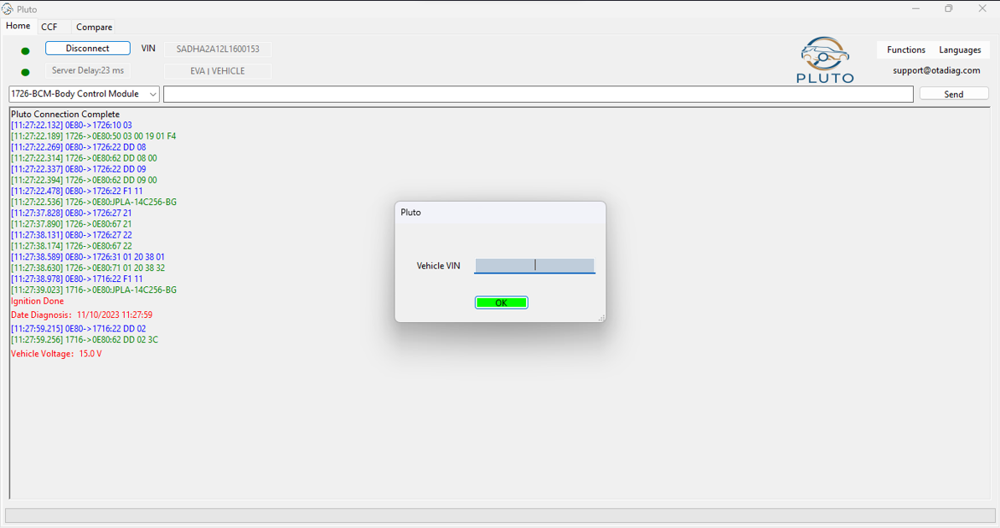 Pluto
Home CCF Compare
Disconnect VIN SADHA2A12L1600153
Server Delay:23 ms EVA | VEHICLE
PLUTO
Functions Languages
support@otadiag.com
1726-BCM-Body Control Module
Send
Pluto Connection Complete
[11:27:22.132] 0E80->1726:10 03
[11:27:22.189] 1726->0E80:50 03 00 19 01 F4
[11:27:22.269] 0E80->1726:22 DD 08
[11:27:22.314] 1726->0E80:62 DD 08 00
[11:27:22.337] 0E80->1726:22 DD 09
[11:27:22.394] 1726->0E80:62 DD 09 00
[11:27:22.478] 0E80->1726:22 F1 11
[11:27:22.536] 1726->0E80:JPLA-14C256-BG
[11:27:37.828] 0E80->1726:27 21
[11:27:37.890] 1726->0E80:67 21
[11:27:38.131] 0E80->1726:27 22
[11:27:38.174] 1726->0E80:67 22
[11:27:38.589] 0E80->1726:31 01 20 38 01
[11:27:38.630] 1726->0E80:71 01 20 38 32
[11:27:38.978] 0E80->1716:22 F1 11
[11:27:39.023] 1716->0E80:JPLA-14C256-BG
Ignition Done
Date Diagnosis: 11/10/2023 11:27:59
[11:27:59.215] 0E80->1716:22 DD 02
[11:27:59.256] 1716->0E80:62 DD 02 3C
Vehicle Voltage: 15.0 V
Pluto
Vehicle VIN
OK